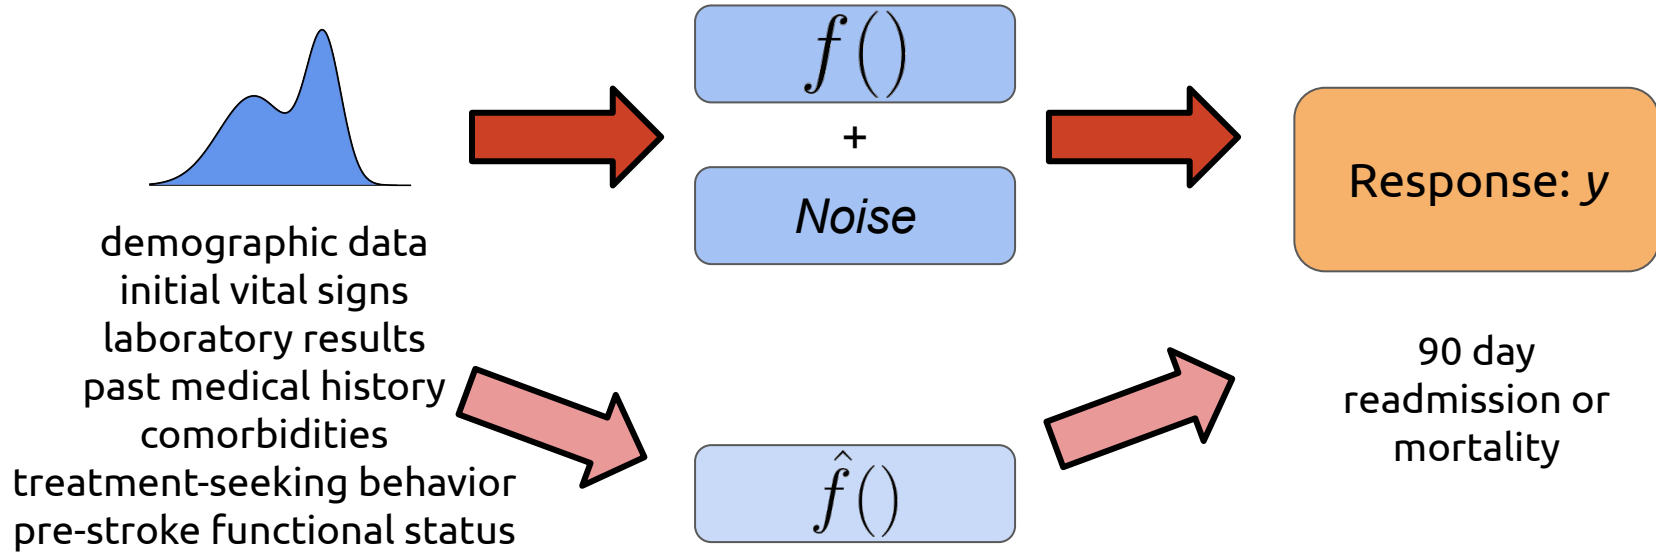 f()
+
Noise
Response: y
demographic data
initial vital signs
laboratory results
past medical history
comorbidities
treatment-seeking behavior
pre-stroke functional status
f̂()
90 day
readmission or
mortality